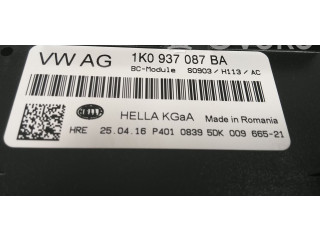 VW AG 1K0 937 087 BA
BC-Module S0903 / H113 / AC
HELLA KGaA Made in Romania
HRE 25.04.16 P401 0839 5DK 009 665-21